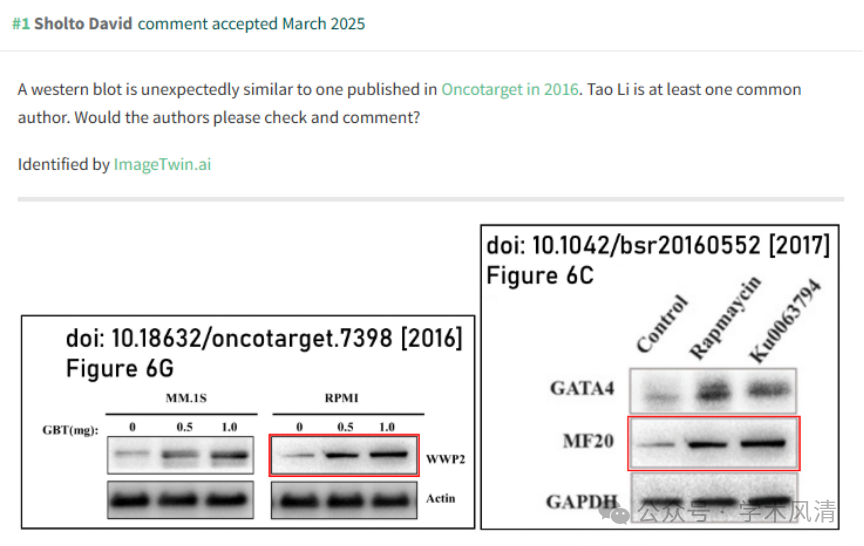 #1 Sholto David comment accepted March 2025
A western blot is unexpectedly similar to one published in Oncotarget in 2016. Tao Li is at least one common
author. Would the authors please check and comment?
Identified by ImageTwin.ai
doi: 10.18632/oncotarget.7398 [2016]
Figure 6G
MM.1S RPMI
GBT(mg): 0 0.5 1.0 0 0.5 1.0
WWP2
Actin
doi: 10.1042/bsr20160552 [2017]
Figure 6C
Control Rapmaycin Ku0063794
GATA4
MF20
GAPDH
公众号 · 学术风清